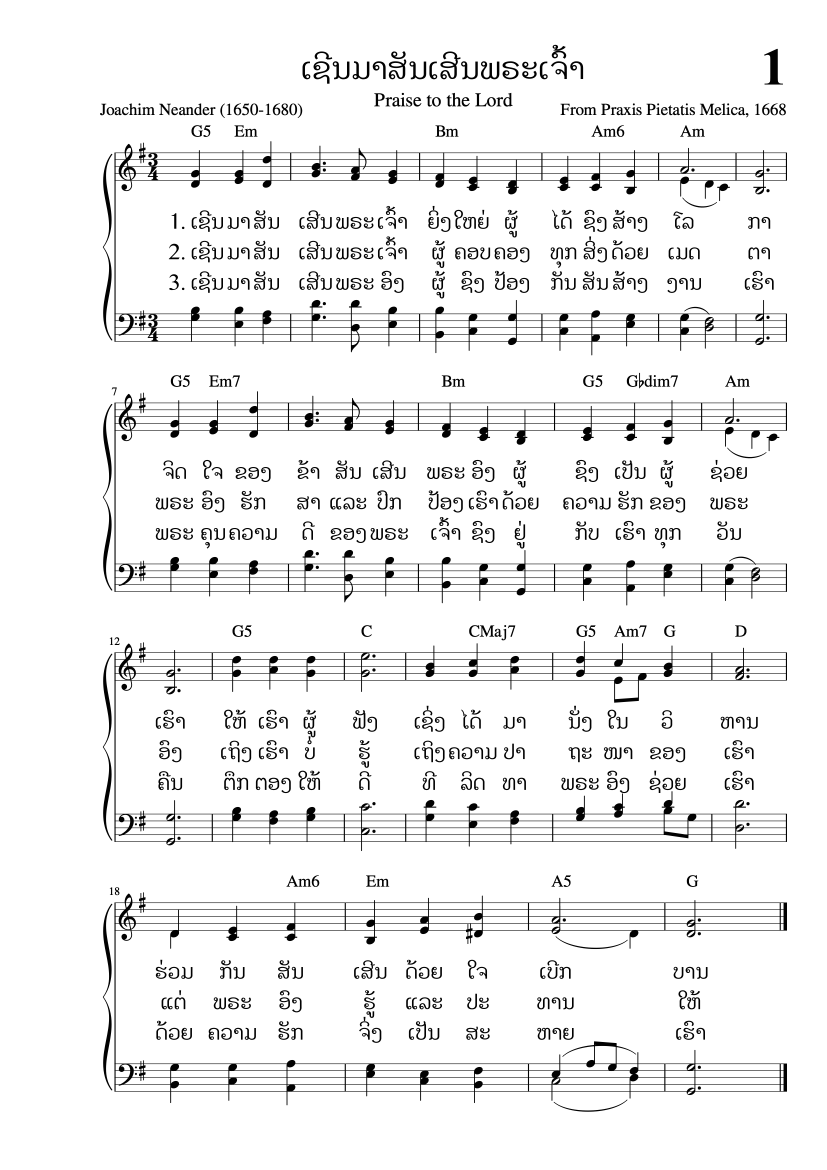 ເຊີນມາສັນເສີນພຣະເຈົ້າ
1
Praise to the Lord
Joachim Neander (1650-1680)
From Praxis Pietatis Melica, 1668
G5 Em Bm Am6 Am
1. ເຊີນ ມາ ສັນ ເສີນ ພຣະ ເຈົ້າ ຍິ່ງ ໃຫຍ່ ຜູ້ ໄດ້ ຊົງ ສ້າງ ໂລ ກາ
2. ເຊີນ ມາ ສັນ ເສີນ ພຣະ ເຈົ້າ ຜູ້ ຄອບ ຄອງ ທຸກ ສິ່ງ ດ້ວຍ ເມດ ຕາ
3. ເຊີນ ມາ ສັນ ເສີນ ພຣະ ອົງ ຜູ້ ຊົງ ປ້ອງ ກັນ ສັນ ສ້າງ ງານ ເຮົາ
7
G5 Em7 Bm G5 G♭dim7 Am
ຈິດ ໃຈ ຂອງ ຂ້າ ສັນ ເສີນ ພຣະ ອົງ ຜູ້ ຊົງ ເປັນ ຜູ້ ຊ່ວຍ
ພຣະ ອົງ ຮັກ ສາ ແລະ ປົກ ປ້ອງ ເຮົາ ດ້ວຍ ຄວາມ ຮັກ ຂອງ ພຣະ
ພຣະ ຄຸນ ຄວາມ ດີ ຂອງ ພຣະ ເຈົ້າ ຊົງ ຢູ່ ກັບ ເຮົາ ທຸກ ວັນ
12
G5 C CMaj7 G5 Am7 G D
ເຮົາ ໃຫ້ ເຮົາ ຜູ້ ຟັງ ເຊິ່ງ ໄດ້ ມາ ນັ່ງ ໃນ ວິ ຫານ
ອົງ ເຖິງ ເຮົາ ບໍ່ ຮູ້ ເຖິງ ຄວາມ ປາ ຖະ ໜາ ຂອງ ເຮົາ
ຄືນ ຕຶກ ຕອງ ໃຫ້ ດີ ທີ ລິດ ທາ ພຣະ ອົງ ຊ່ວຍ ເຮົາ
18
Am6 Em A5 G
ຮ່ວມ ກັນ ສັນ ເສີນ ດ້ວຍ ໃຈ ເບີກ ບານ
ແຕ່ ພຣະ ອົງ ຮູ້ ແລະ ປະ ທານ ໃຫ້
ດ້ວຍ ຄວາມ ຮັກ ຈິ່ງ ເປັນ ສະ ຫາຍ ເຮົາ